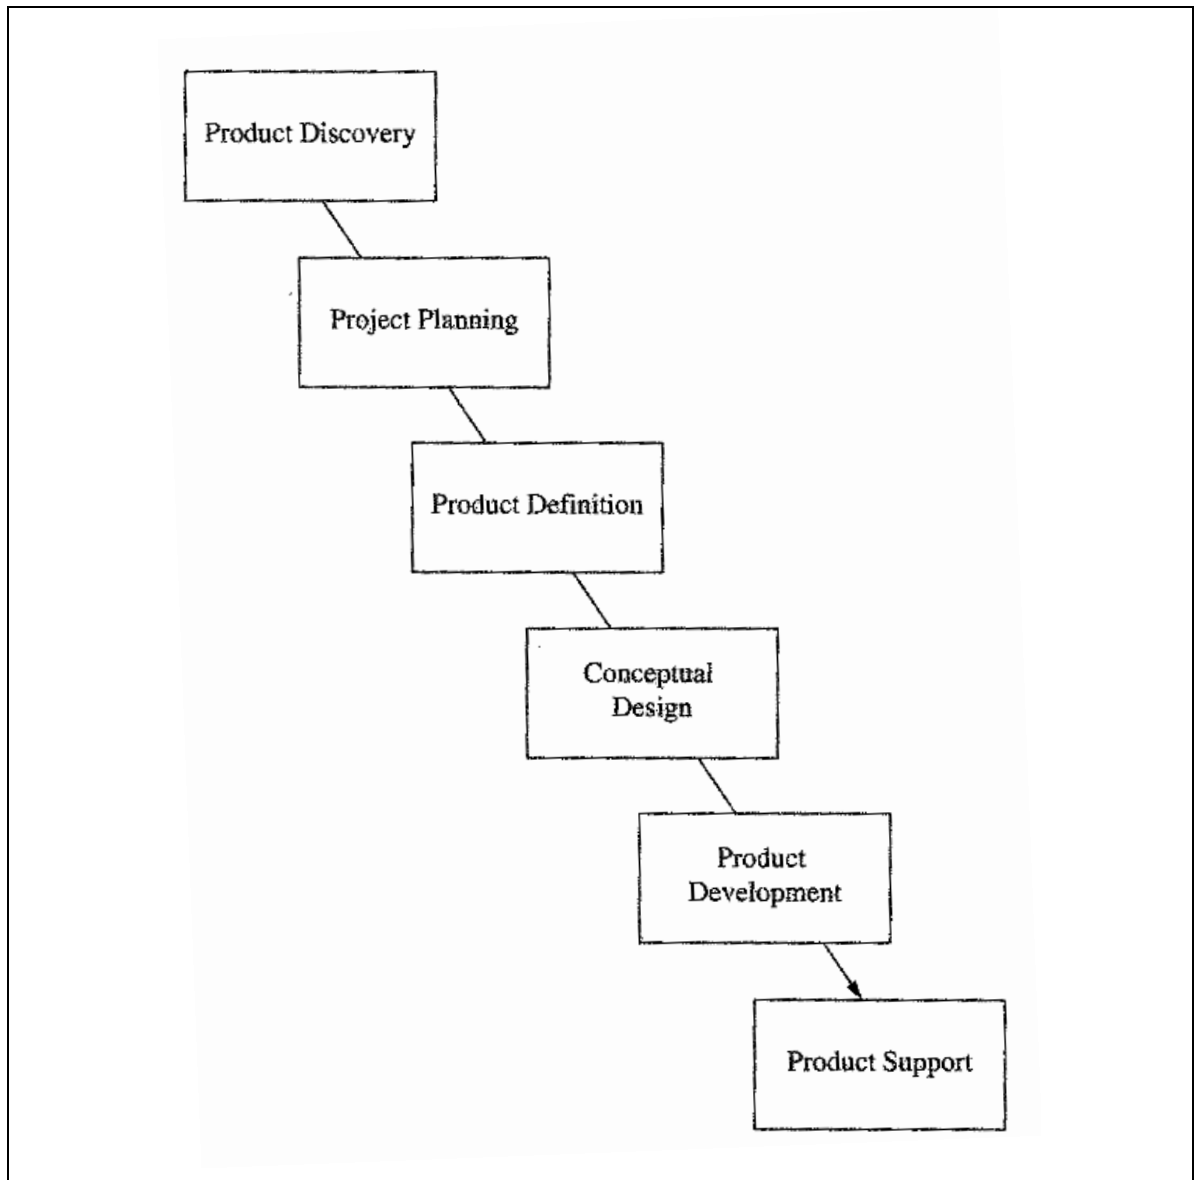 Product Discovery
Project Planning
Product Definition
Conceptual
Design
Product
Development
Product Support